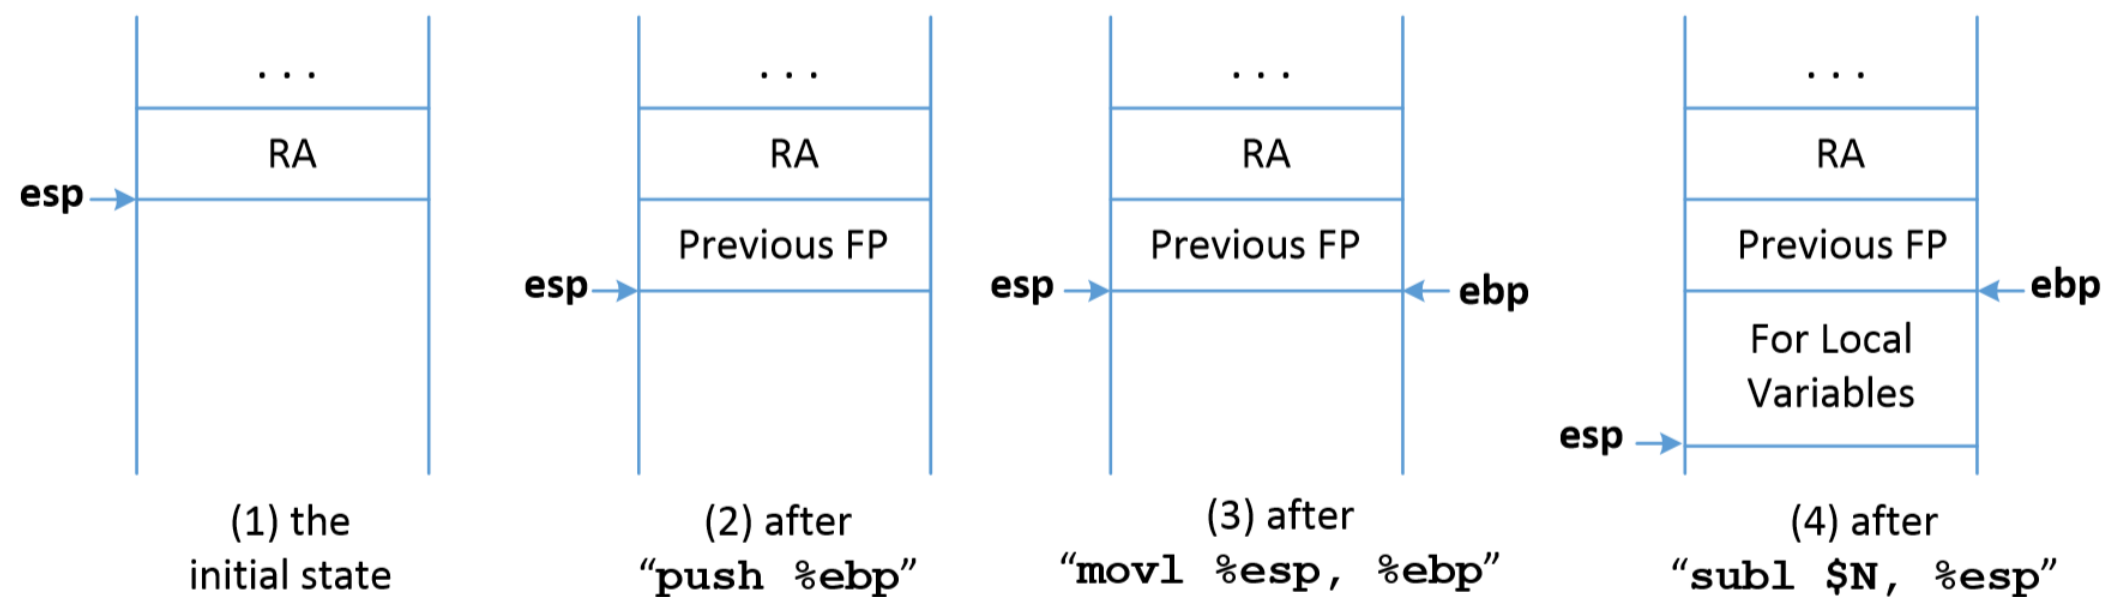 . . .
RA
esp
(1) the
initial state
. . .
RA
Previous FP
esp
(2) after
“push %ebp”
. . .
RA
Previous FP
esp
ebp
(3) after
“movl %esp, %ebp”
. . .
RA
Previous FP
ebp
For Local
Variables
esp
(4) after
“subl $N, %esp”